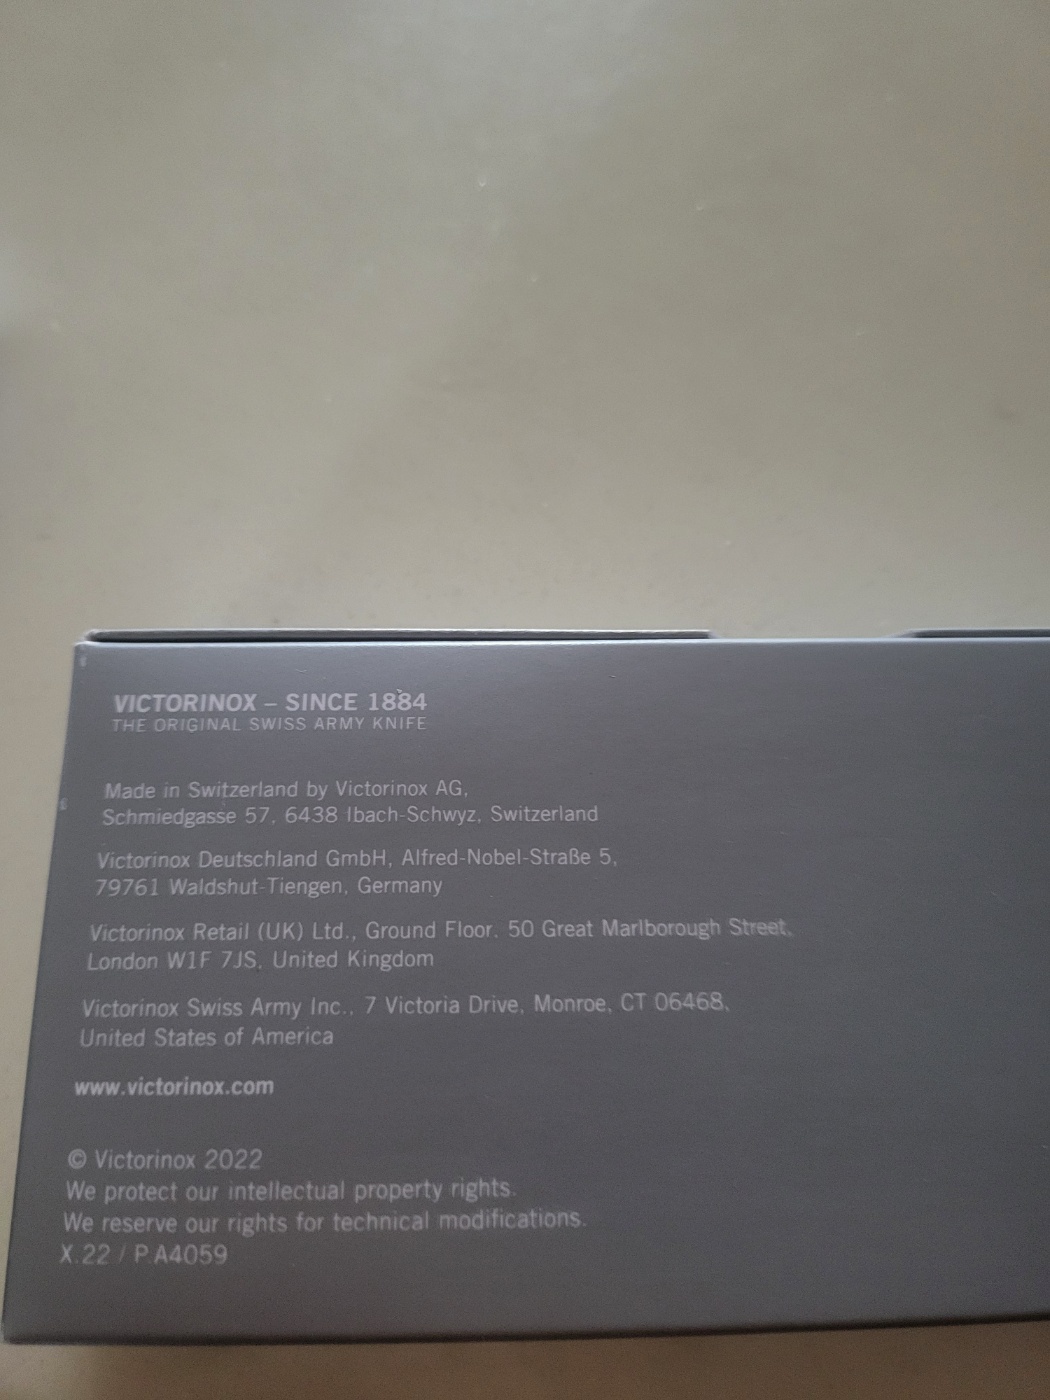 VICTORINOX – SINCE 1884
THE ORIGINAL SWISS ARMY KNIFE
Made in Switzerland by Victorinox AG,
Schmiedgasse 57, 6438 Ibach-Schwyz, Switzerland
Victorinox Deutschland GmbH, Alfred-Nobel-Straße 5,
79761 Waldshut-Tiengen, Germany
Victorinox Retail (UK) Ltd., Ground Floor, 50 Great Marlborough Street,
London W1F 7JS, United Kingdom
Victorinox Swiss Army Inc., 7 Victoria Drive, Monroe, CT 06468,
United States of America
www.victorinox.com
© Victorinox 2022
We protect our intellectual property rights.
We reserve our rights for technical modifications.
X.22 / P.A4059